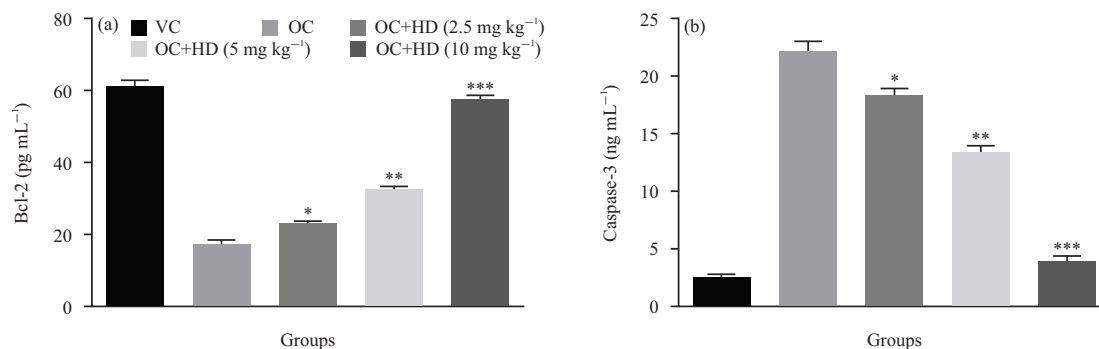 (a)
VC
OC
OC+HD (2.5 mg kg⁻¹)
OC+HD (5 mg kg⁻¹)
OC+HD (10 mg kg⁻¹)
80
60
40
20
0
Bcl-2 (pg mL⁻¹)
*
**
***
Groups
(b)
25
20
15
10
5
0
Caspase-3 (ng mL⁻¹)
*
**
***
Groups